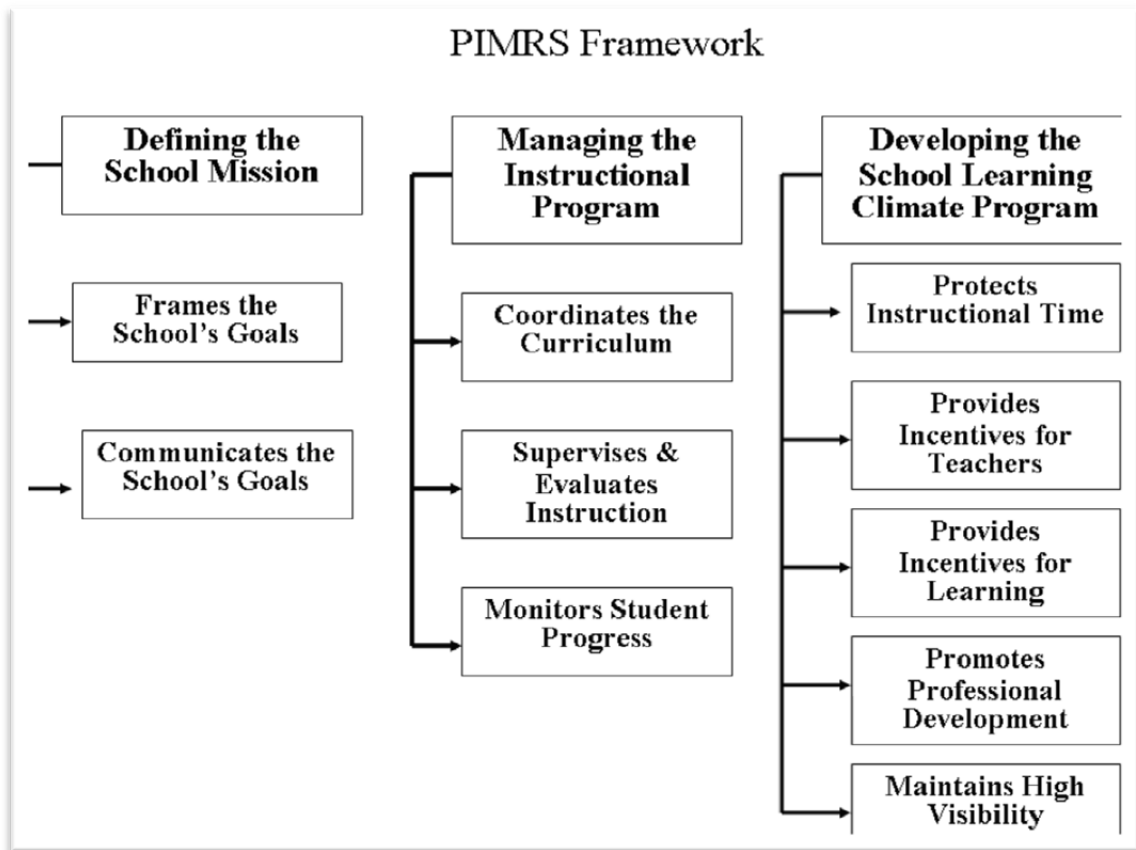 PIMRS Framework
Defining the
School Mission
Frames the
School's Goals
Communicates the
School's Goals
Managing the
Instructional
Program
Coordinates the
Curriculum
Supervises &
Evaluates
Instruction
Monitors Student
Progress
Developing the
School Learning
Climate Program
Protects
Instructional Time
Provides
Incentives for
Teachers
Provides
Incentives for
Learning
Promotes
Professional
Development
Maintains High
Visibility